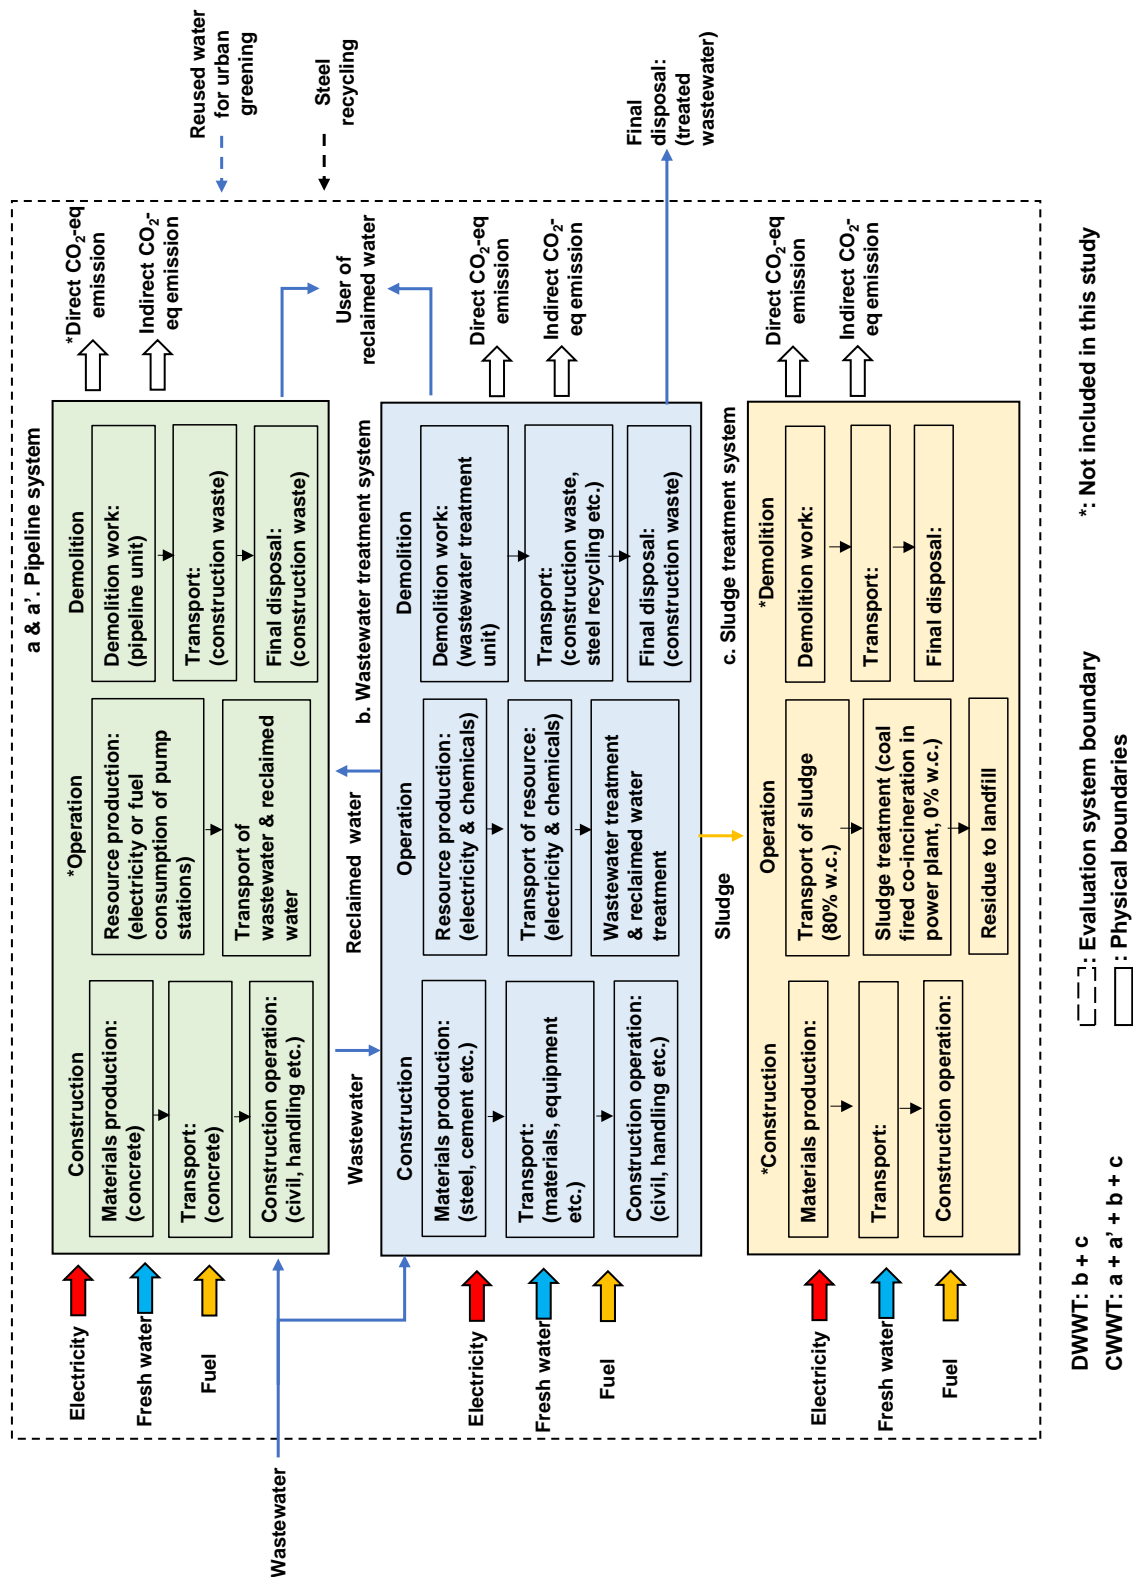 a & a’. Pipeline system
Construction
Materials production:
(concrete)
Transport:
(concrete)
Construction operation:
(civil, handling etc.)
*Operation
Resource production:
(electricity or fuel
consumption of pump
stations)
Transport of
wastewater & reclaimed
water
Demolition
Demolition work:
(pipeline unit)
Transport:
(construction waste)
Final disposal:
(construction waste)
Electricity
Fresh water
Fuel
*Direct CO2-eq
emission
Indirect CO2-
eq emission
Reused water
for urban
greening
Steel
recycling
Wastewater
Wastewater
Reclaimed water
User of
reclaimed water
b. Wastewater treatment system
Construction
Materials production:
(steel, cement etc.)
Transport:
(materials, equipment
etc.)
Construction operation:
(civil, handling etc.)
Operation
Resource production:
(electricity & chemicals)
Transport of resource:
(electricity & chemicals)
Wastewater treatment
& reclaimed water
treatment
Demolition
Demolition work:
(wastewater treatment
unit)
Transport:
(construction waste,
steel recycling etc.)
Final disposal:
(construction waste)
Electricity
Fresh water
Fuel
Direct CO2-eq
emission
Indirect CO2-
eq emission
Final
disposal:
(treated
wastewater)
Sludge
c. Sludge treatment system
*Construction
Materials production:
Transport:
Construction operation:
Operation
Transport of sludge
(80% w.c.)
Sludge treatment (coal
fired co-incineration in
power plant, 0% w.c.)
Residue to landfill
*Demolition
Demolition work:
Transport:
Final disposal:
Electricity
Fresh water
Fuel
Direct CO2-eq
emission
Indirect CO2-
eq emission
DWWT: b + c
CWWT: a + a’ + b + c
: Evaluation system boundary
: Physical boundaries
*: Not included in this study